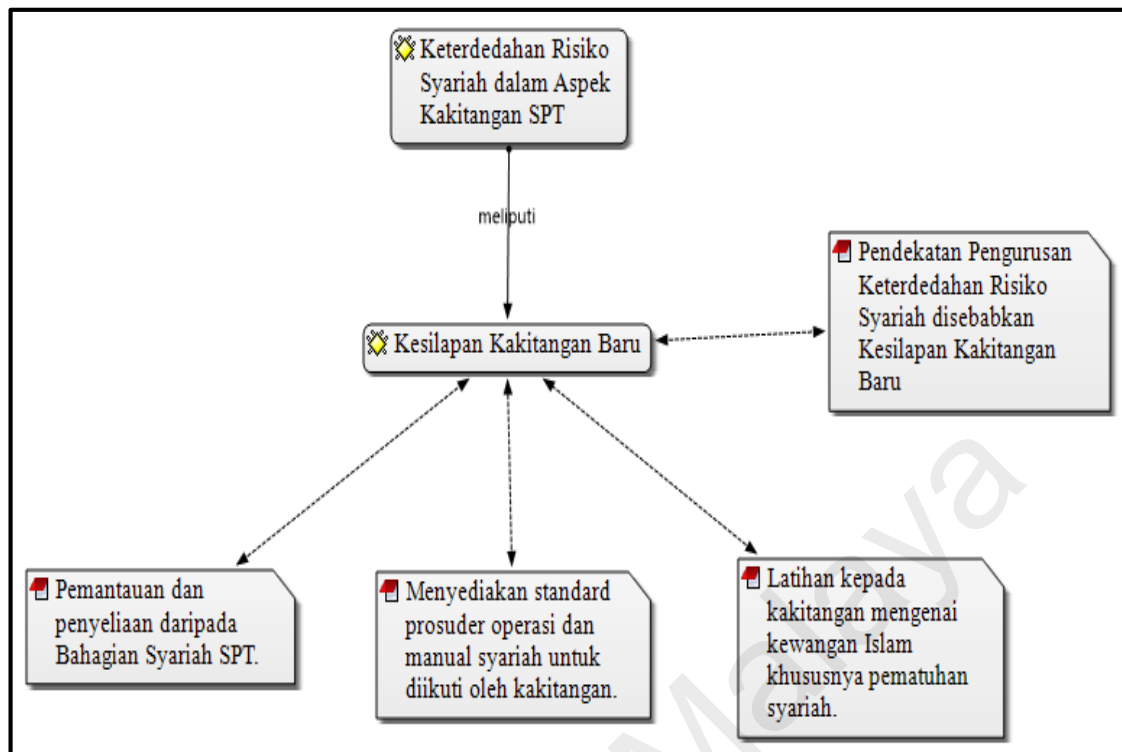 Keterdedahan Risiko
Syariah dalam Aspek
Kakitangan SPT
meliputi
Pendekatan Pengurusan
Keterdedahan Risiko
Syariah disebabkan
Kesilapan Kakitangan
Baru
Kesilapan Kakitangan Baru
Pemantauan dan
penyeliaan daripada
Bahagian Syariah SPT.
Menyediakan standard
prosuder operasi dan
manual syariah untuk
diikuti oleh kakitangan.
Latihan kepada
kakitangan mengenai
kewangan Islam
khususnya pematuhan
syariah.
Malaya